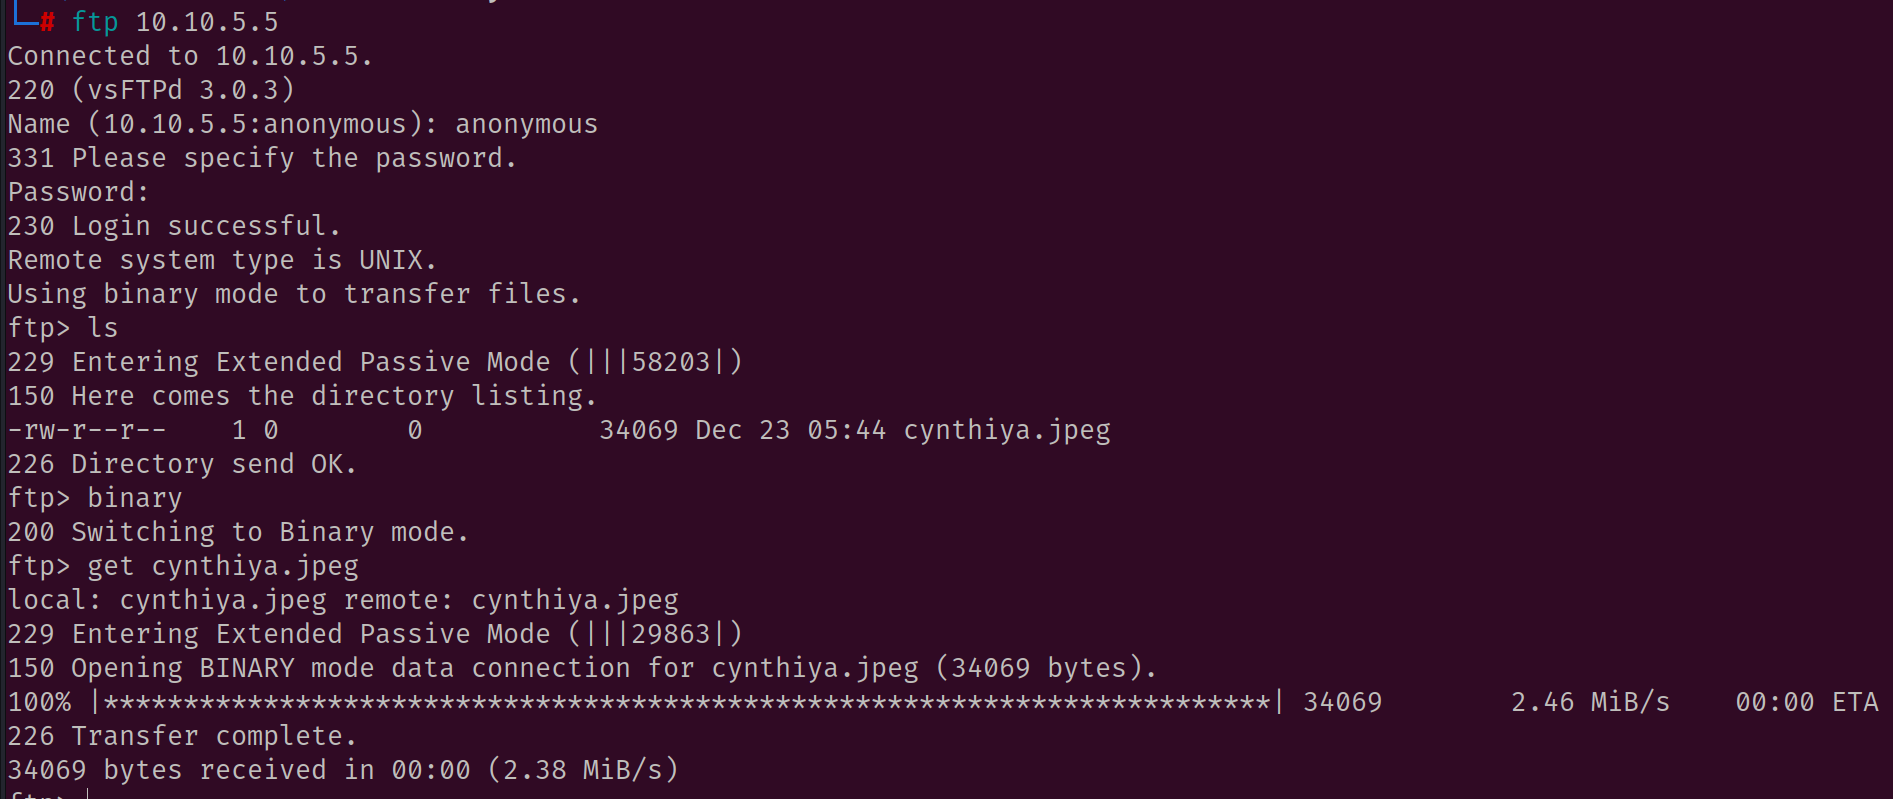 └─# ftp 10.10.5.5
Connected to 10.10.5.5.
220 (vsFTPd 3.0.3)
Name (10.10.5.5:anonymous): anonymous
331 Please specify the password.
Password:
230 Login successful.
Remote system type is UNIX.
Using binary mode to transfer files.
ftp> ls
229 Entering Extended Passive Mode (|||58203|)
150 Here comes the directory listing.
-rw-r--r--    1 0        0           34069 Dec 23 05:44 cynthiya.jpeg
226 Directory send OK.
ftp> binary
200 Switching to Binary mode.
ftp> get cynthiya.jpeg
local: cynthiya.jpeg remote: cynthiya.jpeg
229 Entering Extended Passive Mode (|||29863|)
150 Opening BINARY mode data connection for cynthiya.jpeg (34069 bytes).
100% |*************************************************************************| 34069        2.46 MiB/s    00:00 ETA
226 Transfer complete.
34069 bytes received in 00:00 (2.38 MiB/s)
ftp>